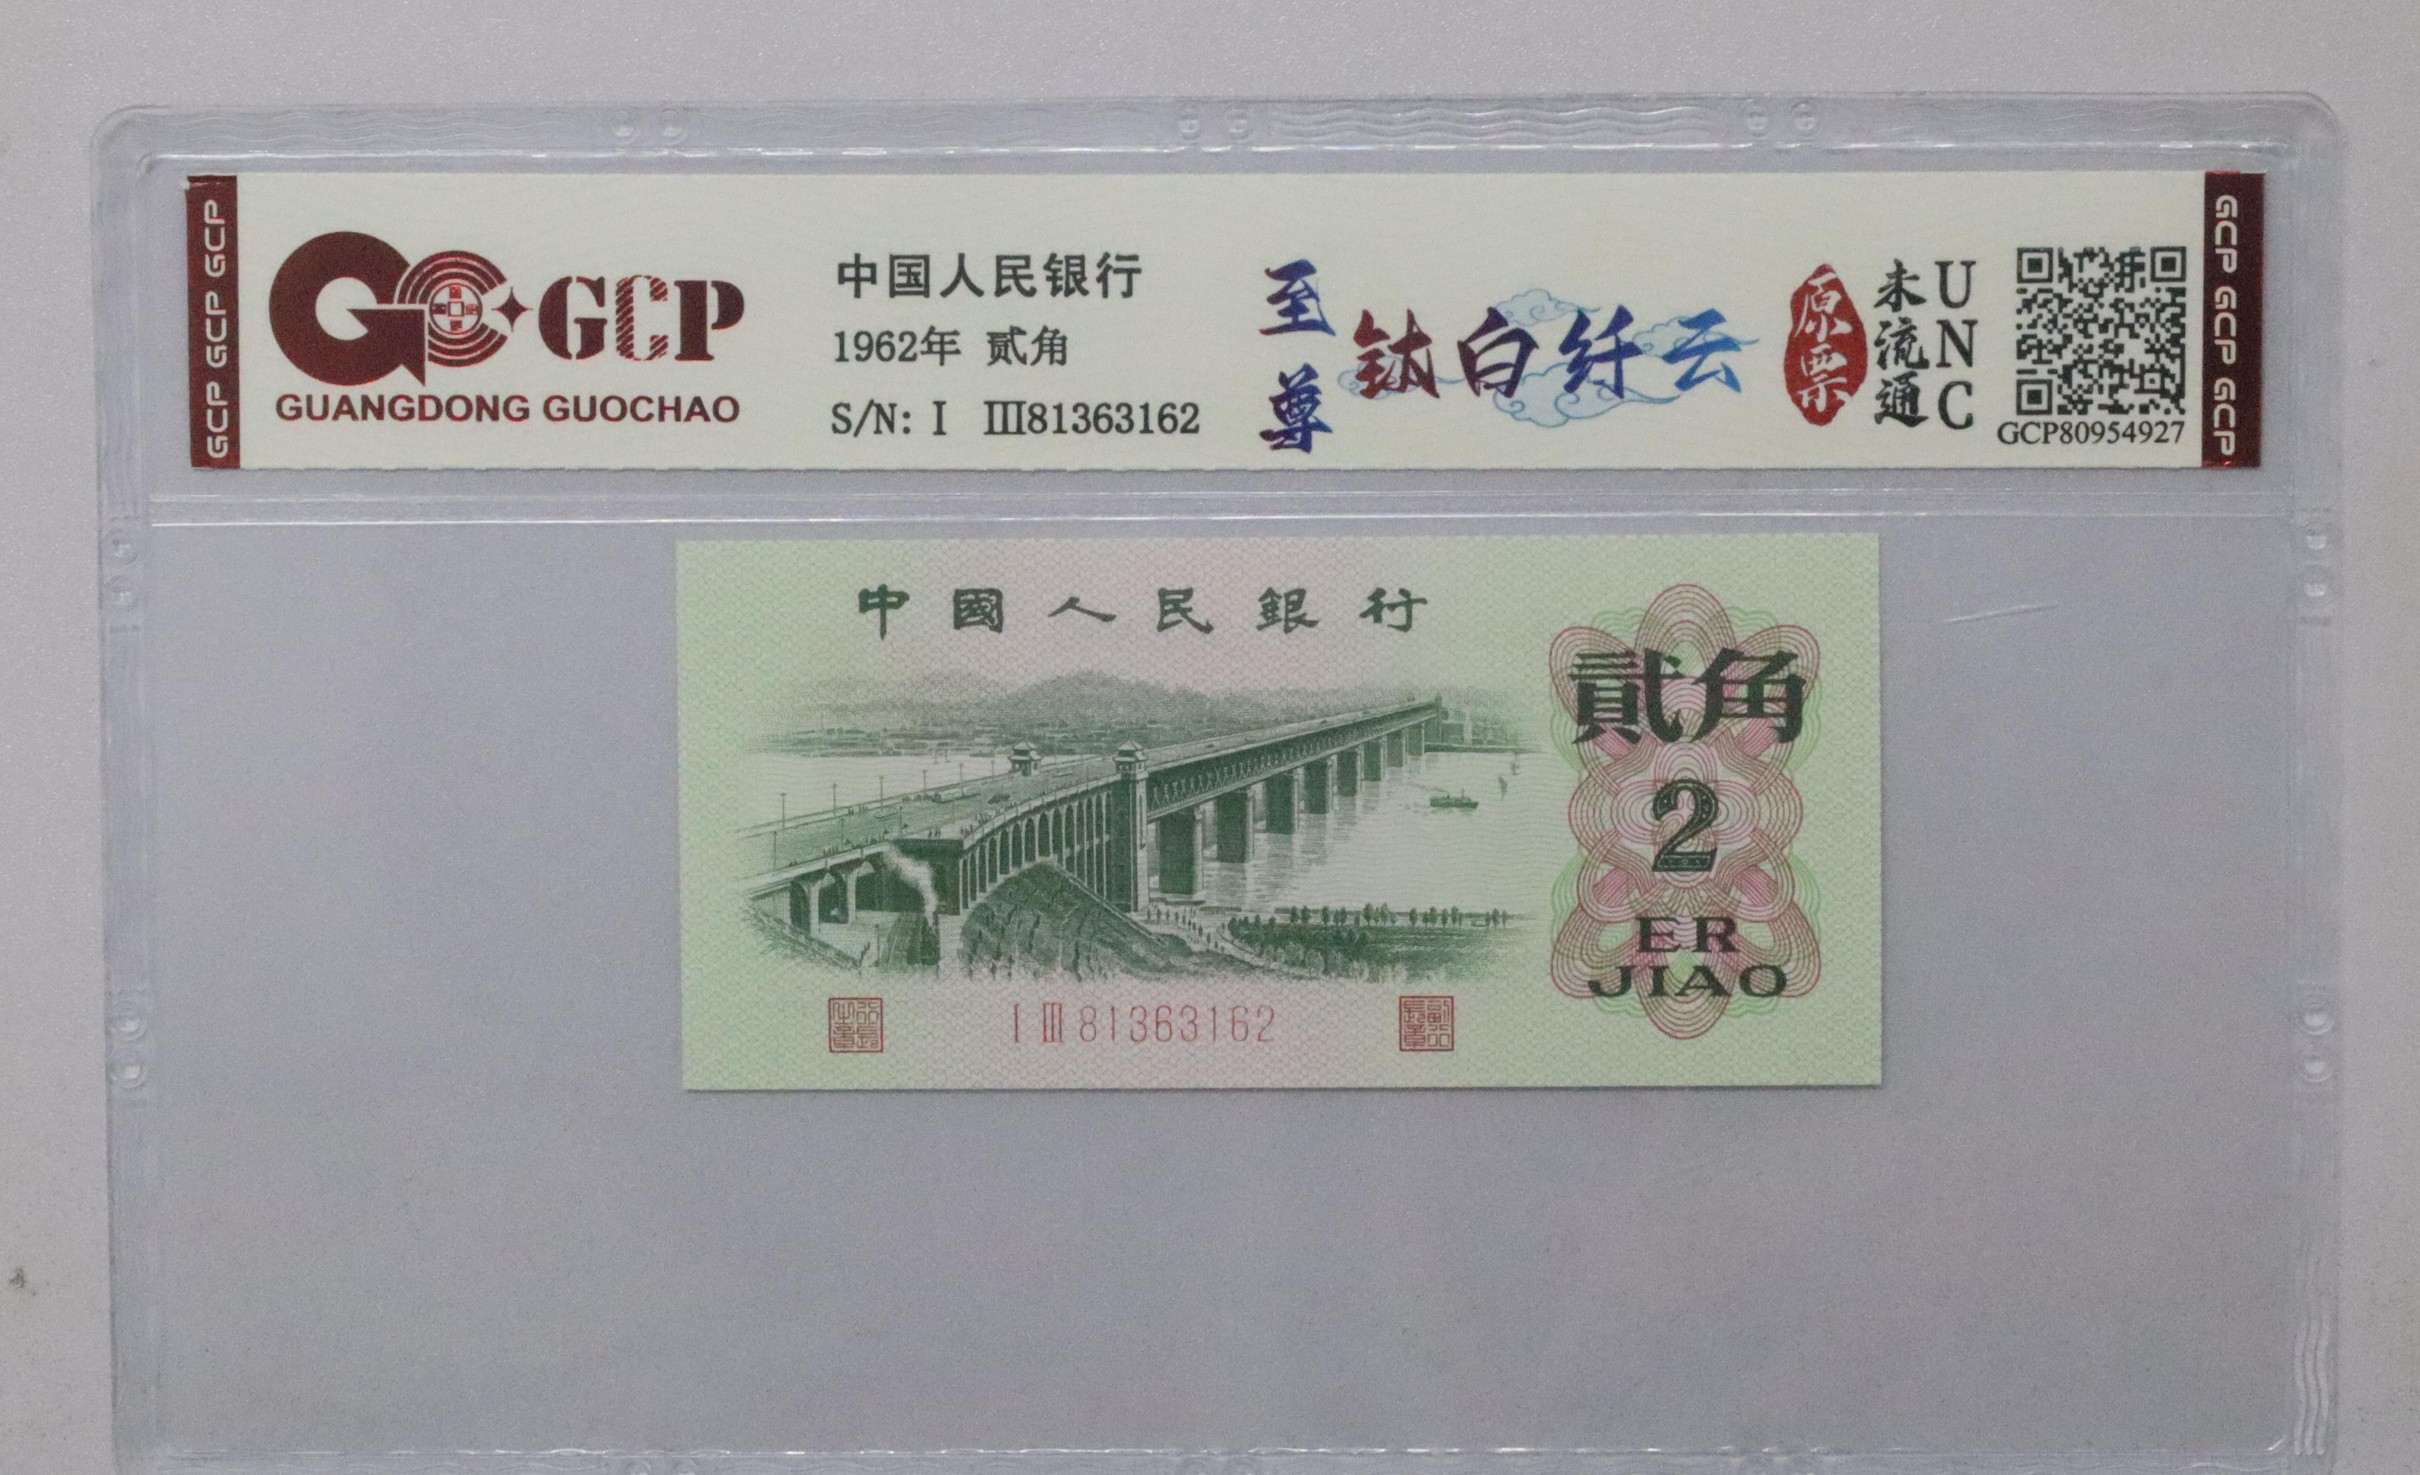 GCP GCP GCP
GCP
GUANGDONG GUOCHAO
中国人民银行
1962年 贰角
S/N: I III81363162
至尊
钛白纤云
原票
未流通
UNC
GCP80954927
GCP GCP GCP
中國人民銀行
貳角
2
ER
JIAO
I III 81363162